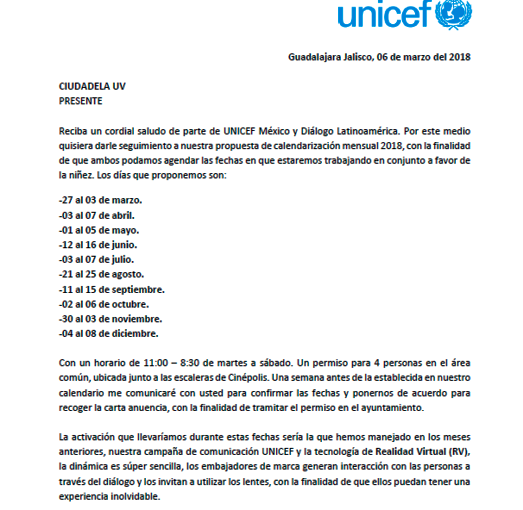 unicef
Guadalajara Jalisco, 06 de marzo del 2018
CIUDADELA UV
PRESENTE
Reciba un cordial saludo de parte de UNICEF México y Diálogo Latinoamérica. Por este medio
quisiera darle seguimiento a nuestra propuesta de calendarización mensual 2018, con la finalidad
de que ambos podamos agendar las fechas en que estaremos trabajando en conjunto a favor de
la niñez. Los días que proponemos son:
-27 al 03 de marzo.
-03 al 07 de abril.
-01 al 05 de mayo.
-12 al 16 de junio.
-03 al 07 de julio.
-21 al 25 de agosto.
-11 al 15 de septiembre.
-02 al 06 de octubre.
-30 al 03 de noviembre.
-04 al 08 de diciembre.
Con un horario de 11:00 – 8:30 de martes a sábado. Un permiso para 4 personas en el área
común, ubicada junto a las escaleras de Cinépolis. Una semana antes de la establecida en nuestro
calendario me comunicaré con usted para confirmar las fechas y ponernos de acuerdo para
recoger la carta anuencia, con la finalidad de tramitar el permiso en el ayuntamiento.
La activación que llevaríamos durante estas fechas sería la que hemos manejado en los meses
anteriores, nuestra campaña de comunicación UNICEF y la tecnología de Realidad Virtual (RV),
la dinámica es súper sencilla, los embajadores de marca generan interacción con las personas a
través del diálogo y los invitan a utilizar los lentes, con la finalidad de que ellos puedan tener una
experiencia inolvidable.